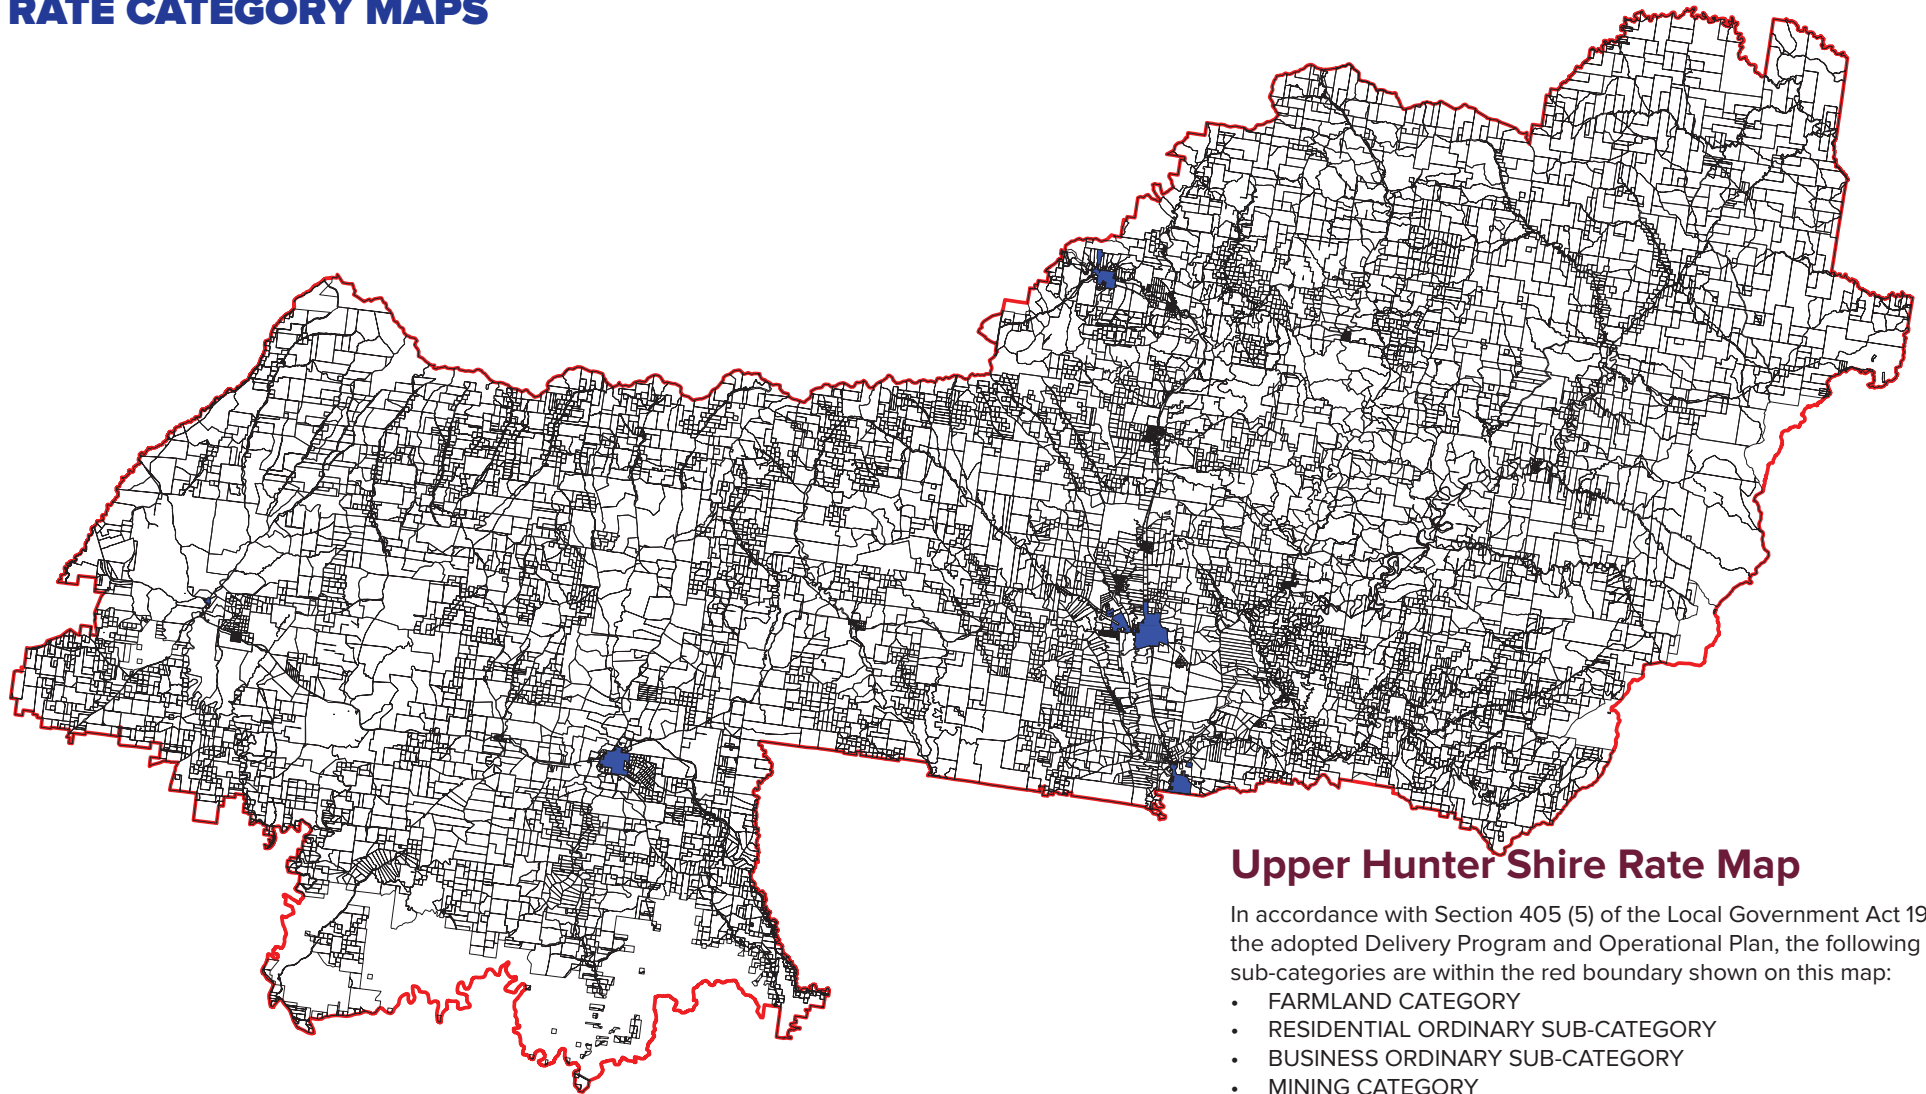 RATE CATEGORY MAPS
Upper Hunter Shire Rate Map
In accordance with Section 405 (5) of the Local Government Act 19
the adopted Delivery Program and Operational Plan, the following
sub-categories are within the red boundary shown on this map:
• FARMLAND CATEGORY
• RESIDENTIAL ORDINARY SUB-CATEGORY
• BUSINESS ORDINARY SUB-CATEGORY
• MINING CATEGORY